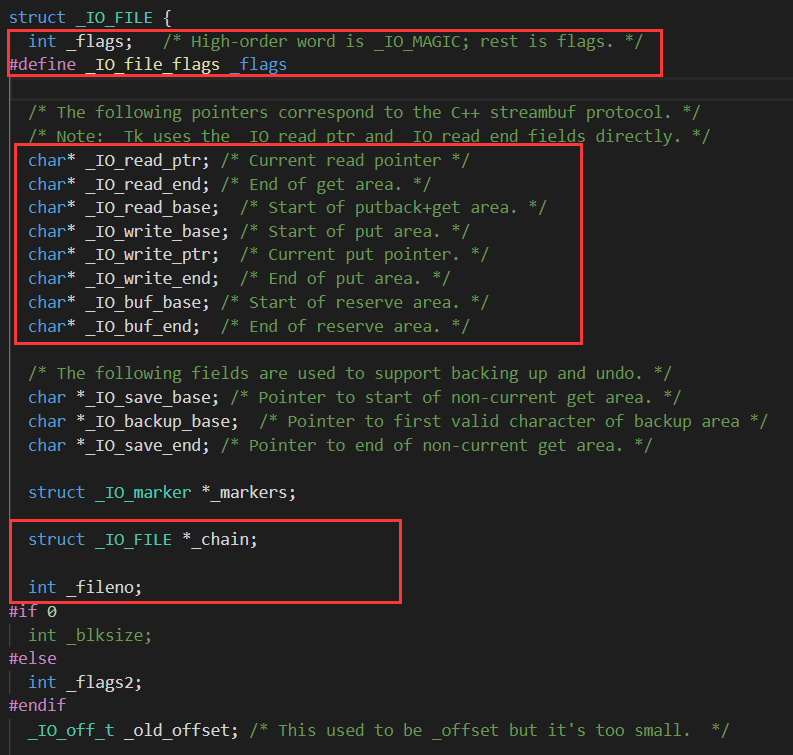 struct _IO_FILE {
  int _flags;   /* High-order word is _IO_MAGIC; rest is flags. */
#define _IO_file_flags _flags
  /* The following pointers correspond to the C++ streambuf protocol. */
  /* Note:  Tk uses the _IO_read_ptr and _IO_read_end fields directly. */
  char* _IO_read_ptr; /* Current read pointer */
  char* _IO_read_end; /* End of get area. */
  char* _IO_read_base;  /* Start of putback+get area. */
  char* _IO_write_base; /* Start of put area. */
  char* _IO_write_ptr;  /* Current put pointer. */
  char* _IO_write_end;  /* End of put area. */
  char* _IO_buf_base; /* Start of reserve area. */
  char* _IO_buf_end;  /* End of reserve area. */
  /* The following fields are used to support backing up and undo. */
  char *_IO_save_base; /* Pointer to start of non-current get area. */
  char *_IO_backup_base;  /* Pointer to first valid character of backup area */
  char *_IO_save_end; /* Pointer to end of non-current get area. */
  struct _IO_marker *_markers;
  struct _IO_FILE *_chain;
  int _fileno;
#if 0
  int _blksize;
#else
  int _flags2;
#endif
  _IO_off_t _old_offset; /* This used to be _offset but it's too small.  */